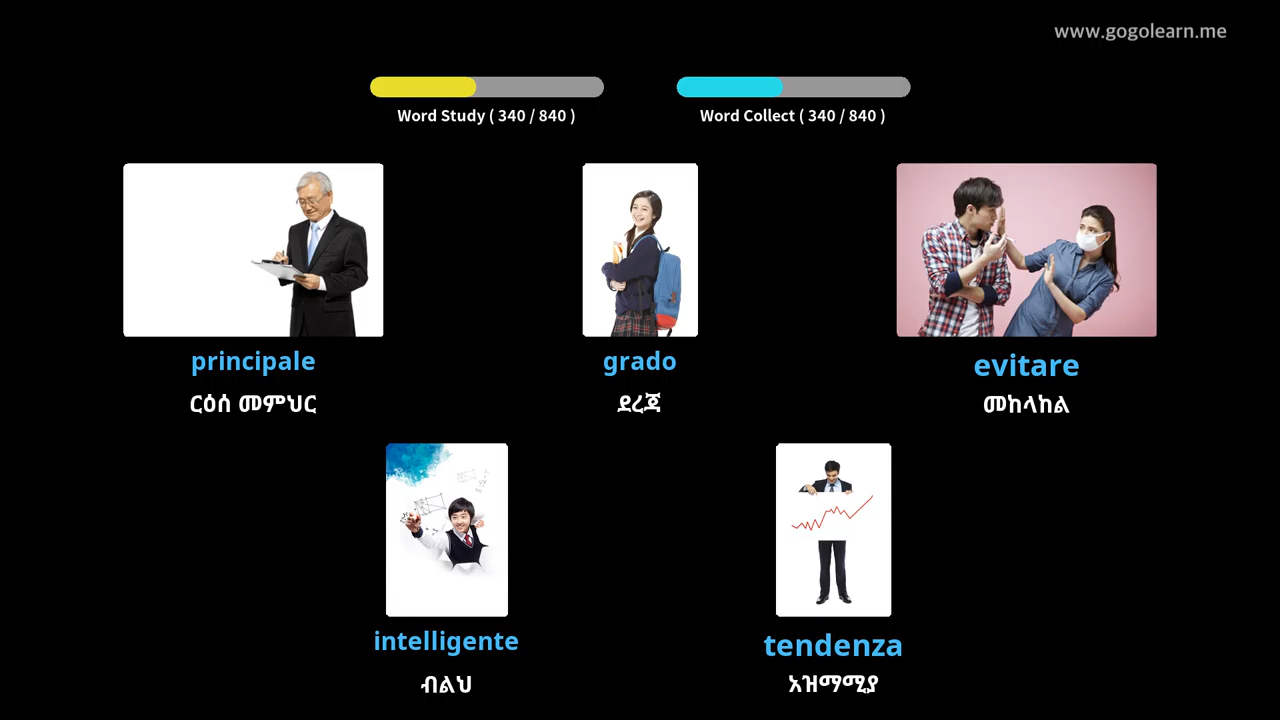 www.gogolearn.me
Word Study ( 340 / 840 )
Word Collect ( 340 / 840 )
principale
ርዕሰ መምህር
grado
ደረጃ
evitare
መከላከል
intelligente
ብልህ
tendenza
አዝማሚያ